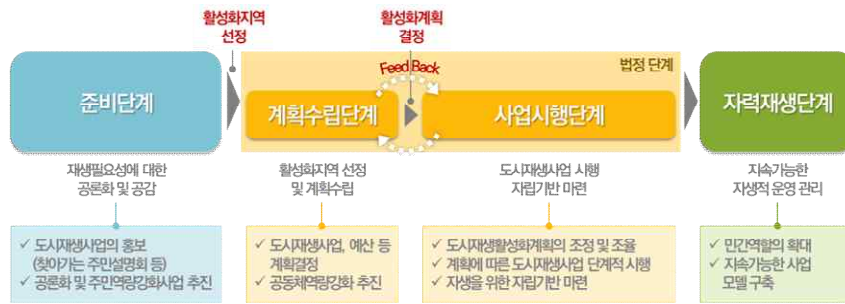 활성화지역
선정
활성화계획
결정
Feed Back
법정 단계
준비단계
계획수립단계
사업시행단계
자력재생단계
재생필요성에 대한
공론화 및 공감
활성화지역 선정
및 계획수립
도시재생사업 시행
자립기반 마련
지속가능한
자생적 운영 관리
✓ 도시재생사업의 홍보
(찾아가는 주민설명회 등)
✓ 공론화 및 주민역량강화사업 추진
✓ 도시재생사업, 예산 등
계획결정
✓ 공동체역량강화 추진
✓ 도시재생활성화계획의 조정 및 조율
✓ 계획에 따른 도시재생사업 단계적 시행
✓ 자생을 위한 자립기반 마련
✓ 민간역할의 확대
✓ 지속가능한 사업
모델 구축